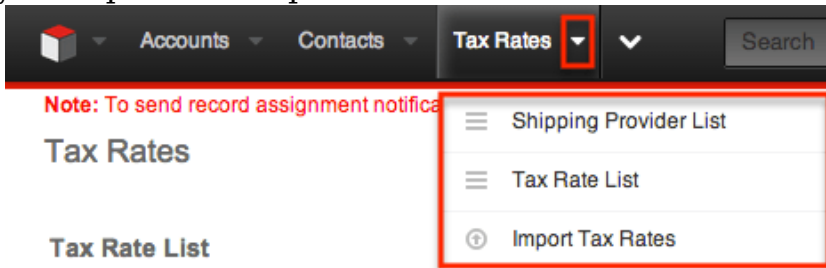 Accounts Contacts Tax Rates Search
Note: To send record assignment notifica
Shipping Provider List
Tax Rates
Tax Rate List
Import Tax Rates
Tax Rate List